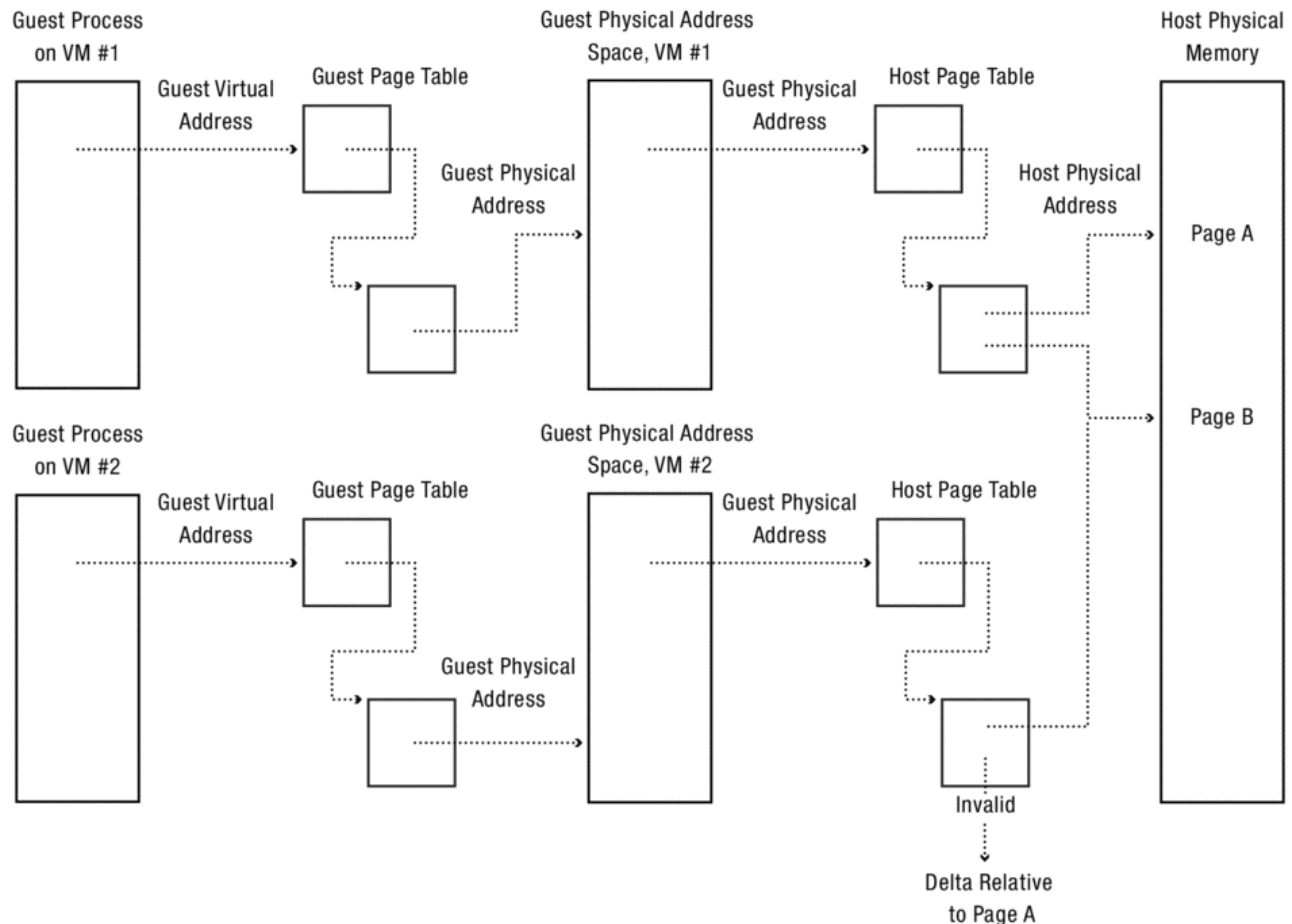 Guest Process
on VM #1
Guest Physical Address
Space, VM #1
Host Physical
Memory
Guest Virtual
Address
Guest Page Table
Guest Physical
Address
Guest Physical
Address
Host Page Table
Host Physical
Address
Page A
Page B
Guest Process
on VM #2
Guest Physical Address
Space, VM #2
Guest Virtual
Address
Guest Page Table
Guest Physical
Address
Guest Physical
Address
Host Page Table
Invalid
Delta Relative
to Page A